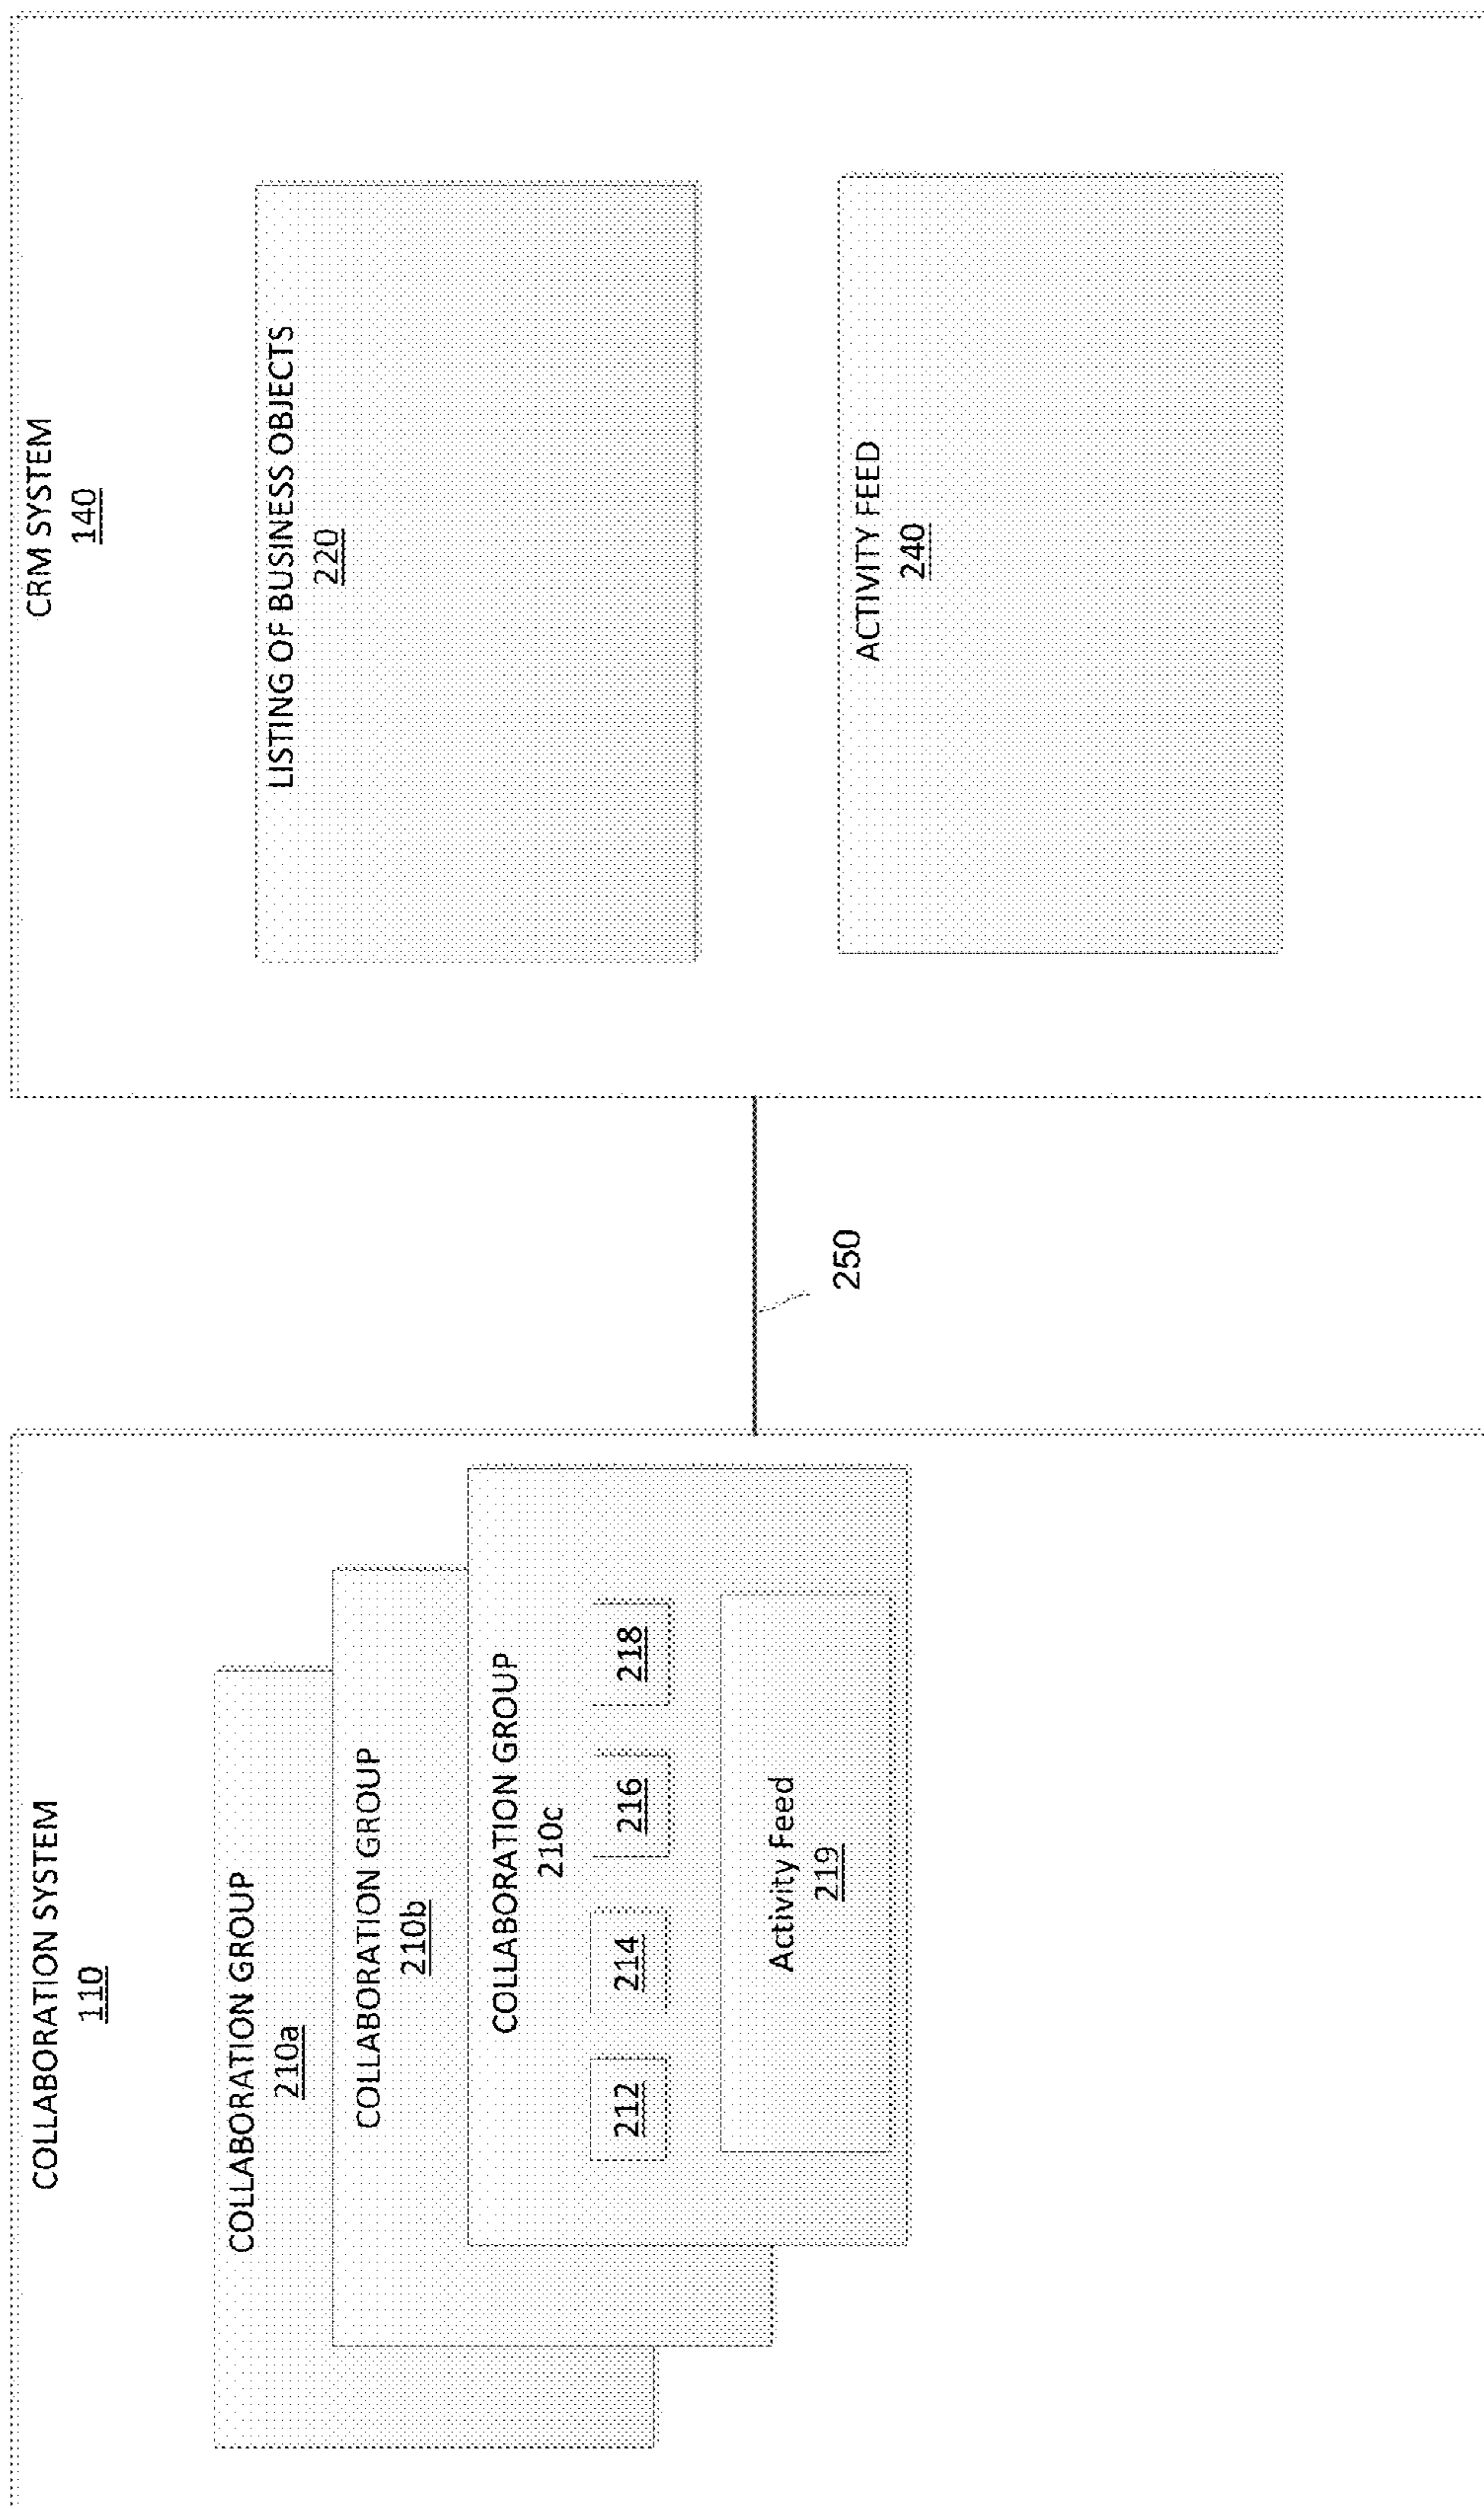 COLLABORATION SYSTEM
110
COLLABORATION GROUP
210a
COLLABORATION GROUP
210b
COLLABORATION GROUP
210c
212
214
216
218
Activity Feed
219
250
CRM SYSTEM
140
LISTING OF BUSINESS OBJECTS
220
ACTIVITY FEED
240